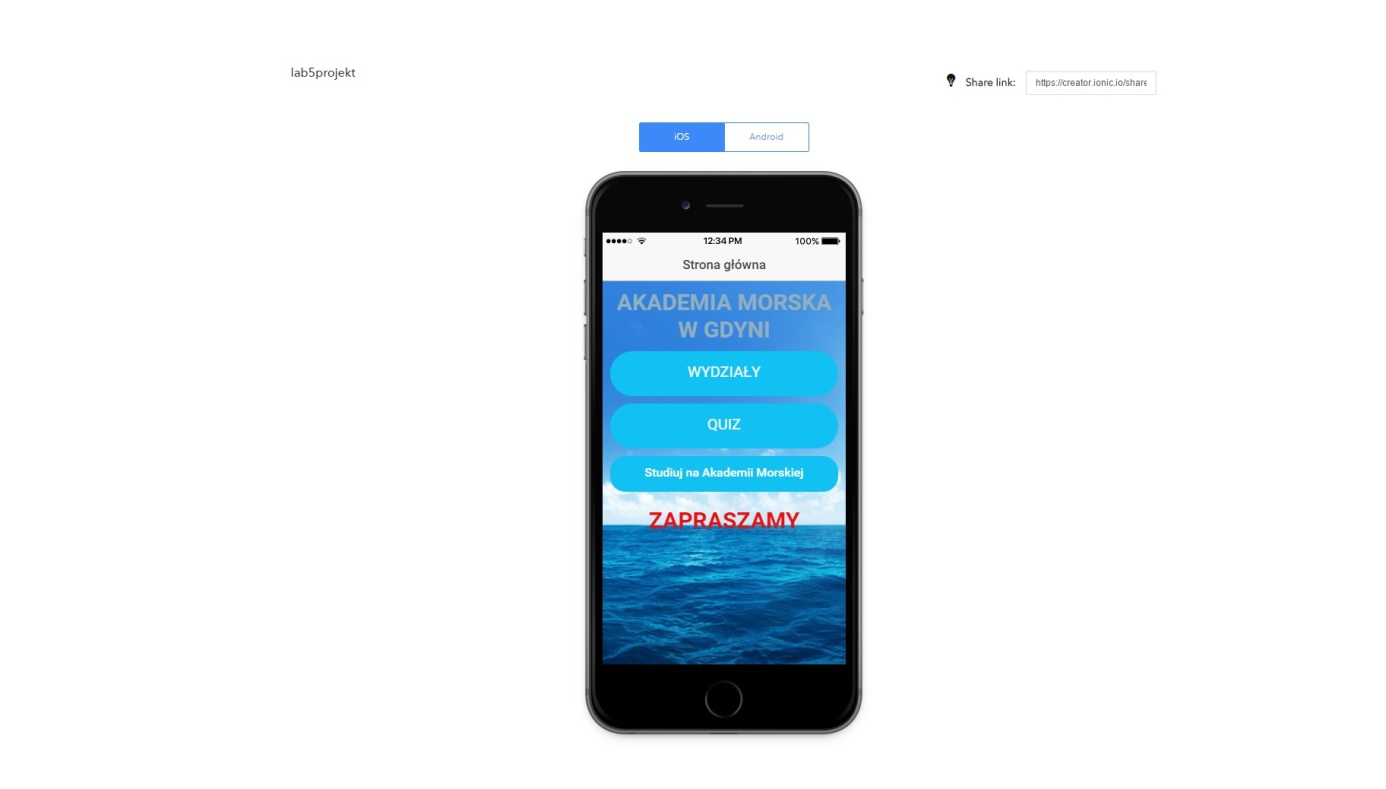 lab5projekt
Share link:
https://creator.ionic.io/share
iOS
Android
12:34 PM
100%
Strona główna
AKADEMIA MORSKA
W GDYNI
WYDZIAŁY
QUIZ
Studiuj na Akademii Morskiej
ZAPRASZAMY